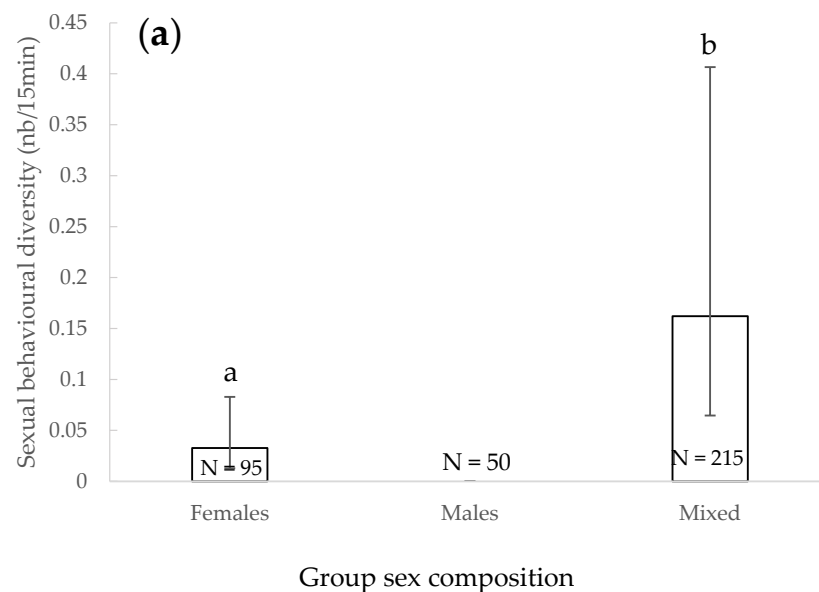 (a)
Sexual behavioural diversity (nb/15min)
0.45
0.4
0.35
0.3
0.25
0.2
0.15
0.1
0.05
0
a
b
N = 95
N = 50
N = 215
Females
Males
Mixed
Group sex composition